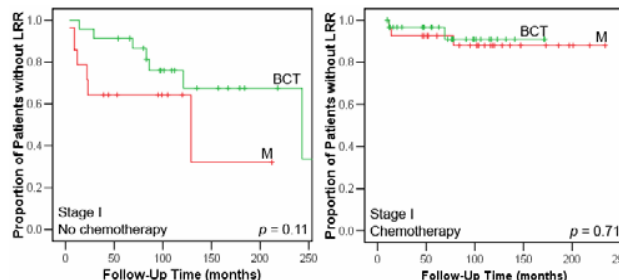 Proportion of Patients without LRR
1.0
0.8
0.6
0.4
0.2
0.0
BCT
M
Stage I
No chemotherapy
p = 0.11
0 50 100 150 200 250
Follow-Up Time (months)
Proportion of Patients without LRR
1.0
0.8
0.6
0.4
0.2
0.0
BCT
M
Stage I
Chemotherapy
p = 0.71
0 50 100 150 200 250
Follow-Up Time (months)